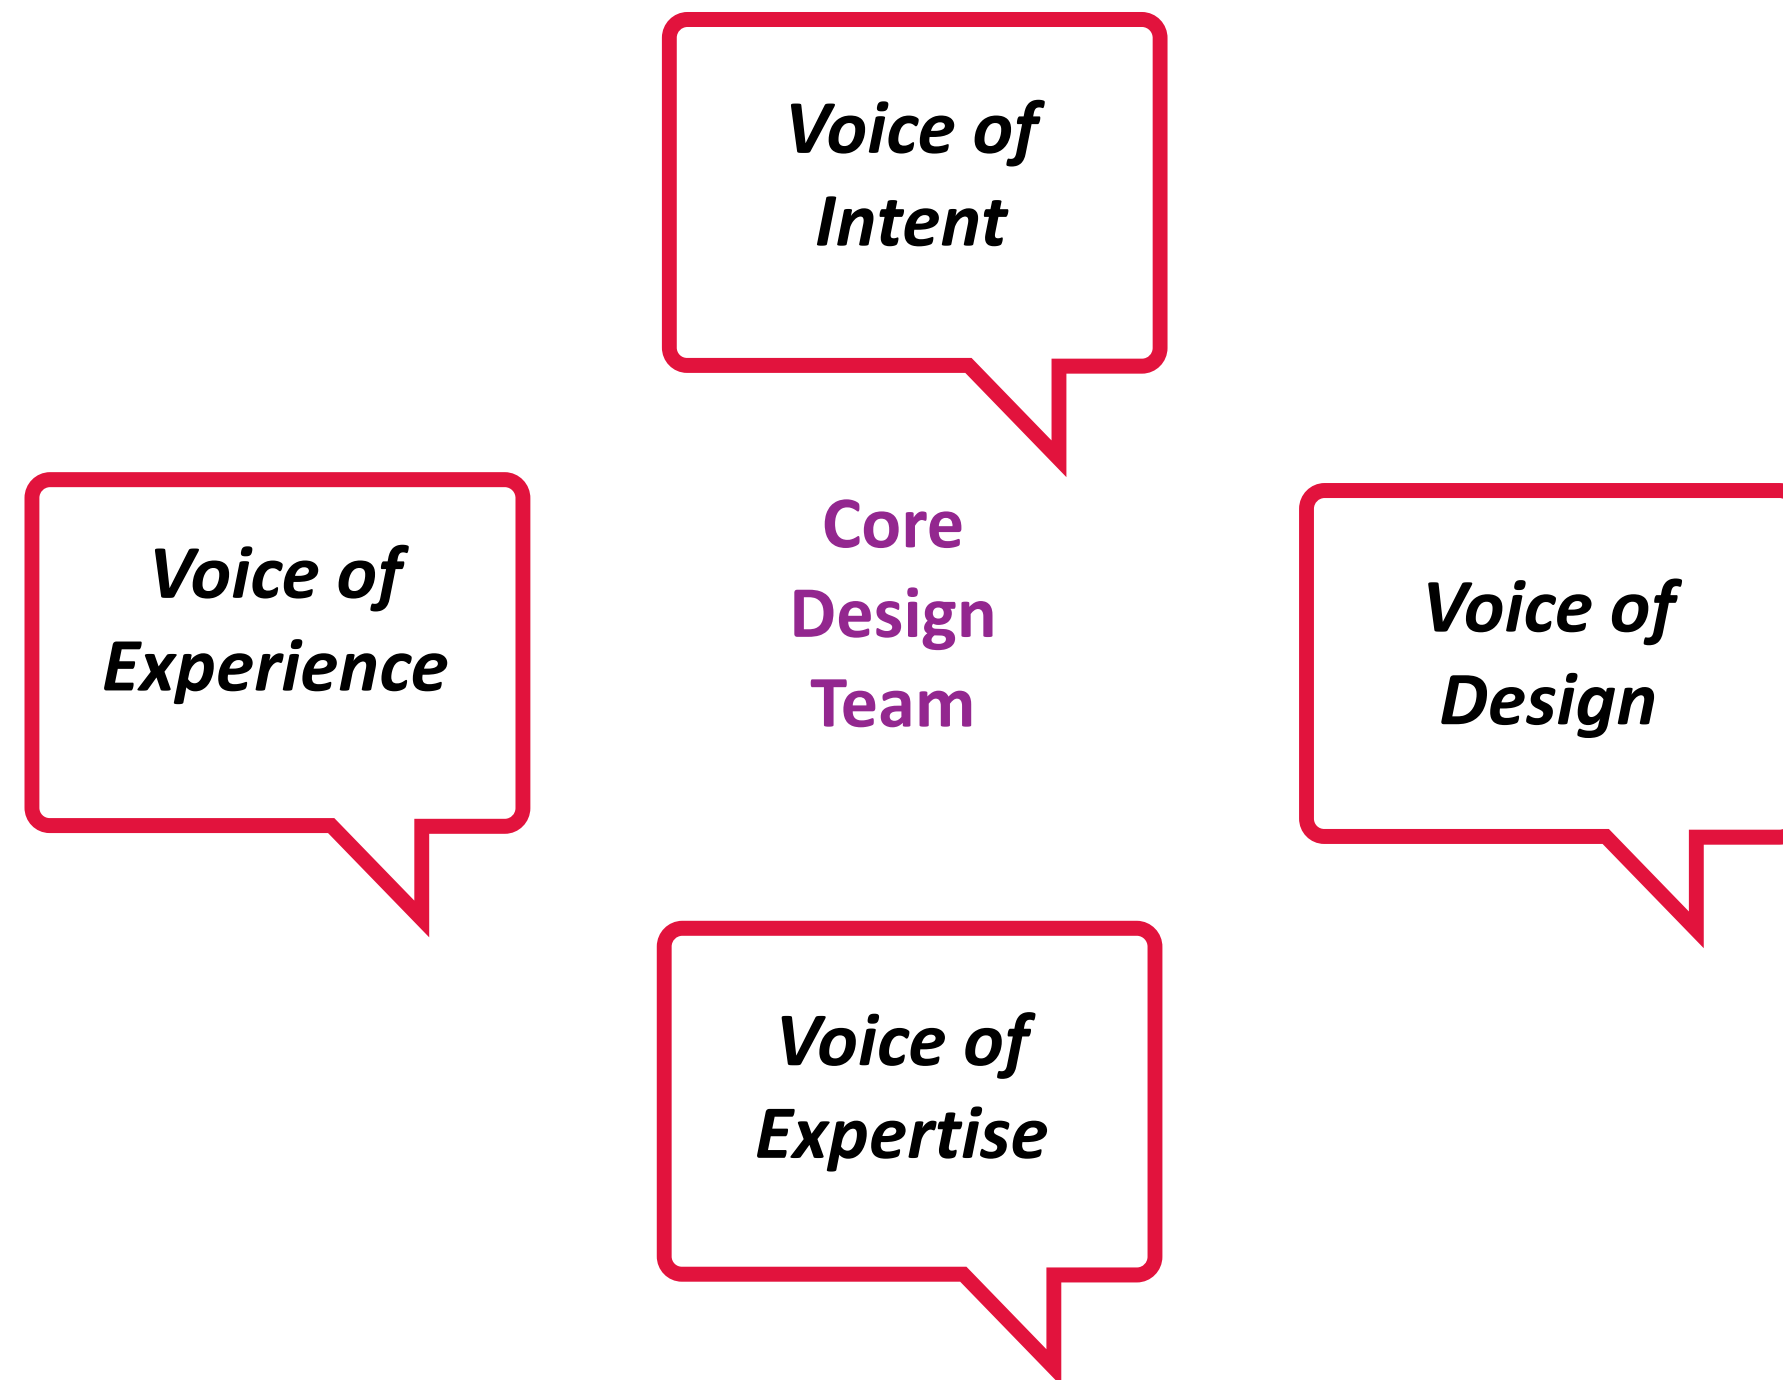 Voice of
Intent
Voice of
Experience
Core
Design
Team
Voice of
Design
Voice of
Expertise